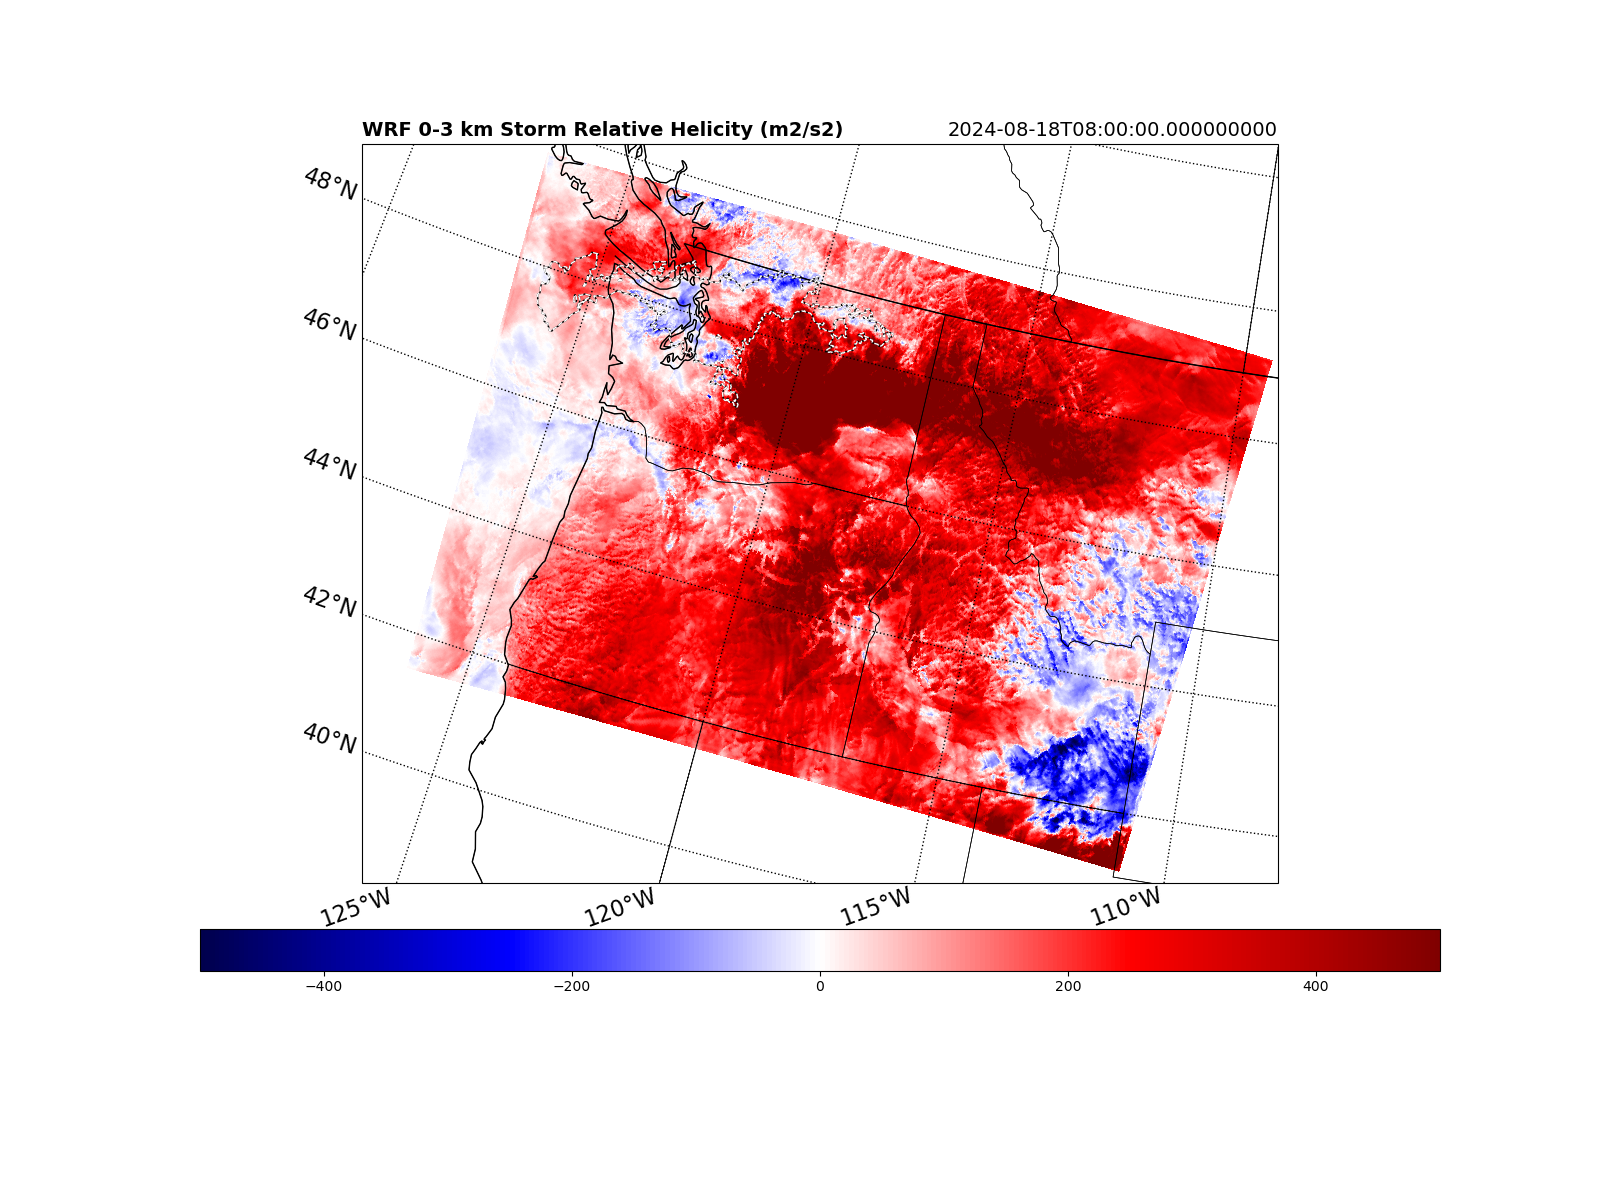 WRF 0-3 km Storm Relative Helicity (m2/s2) 2024-08-18T08:00:00.000000000
48°N
46°N
44°N
42°N
40°N
125°W 120°W 115°W 110°W
−400 −200 0 200 400